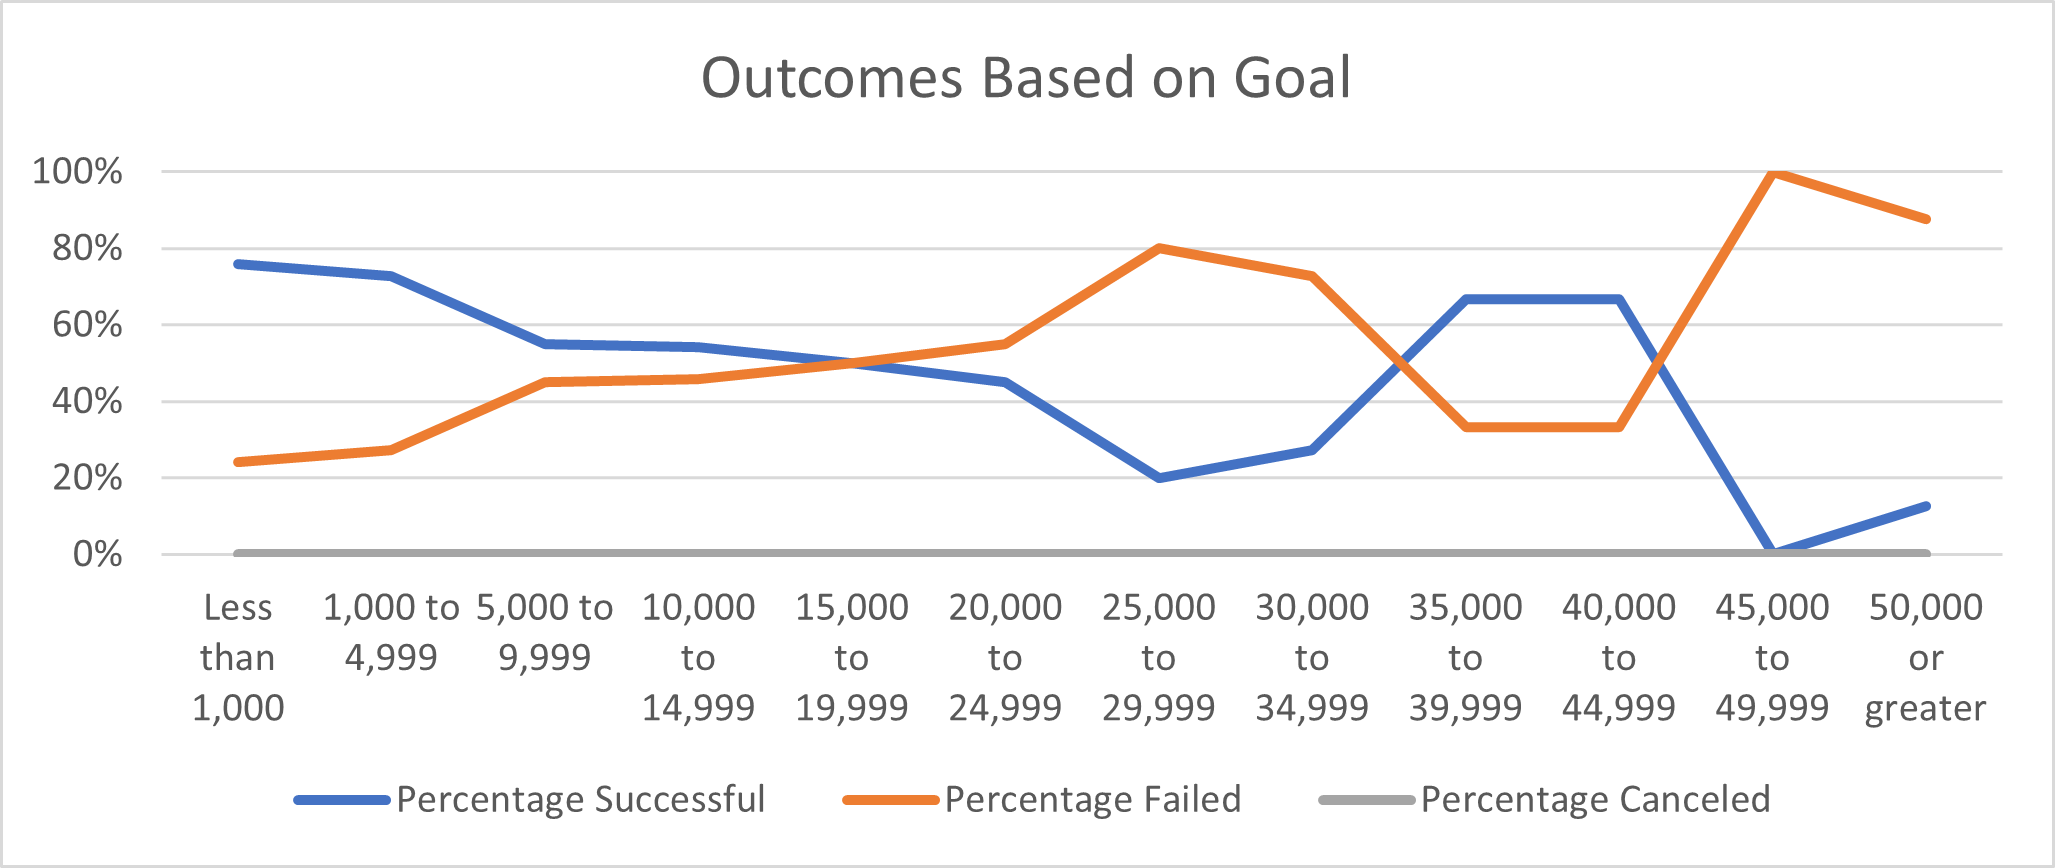 Outcomes Based on Goal
100%
80%
60%
40%
20%
0%
Less
than
1,000
1,000 to
4,999
5,000 to
9,999
10,000
to
14,999
15,000
to
19,999
20,000
to
24,999
25,000
to
29,999
30,000
to
34,999
35,000
to
39,999
40,000
to
44,999
45,000
to
49,999
50,000
or
greater
Percentage Successful
Percentage Failed
Percentage Canceled